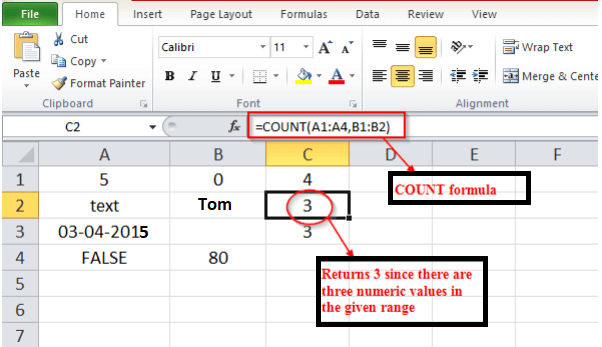 File Home Insert Page Layout Formulas Data Review View
Cut
Copy
Format Painter
Paste
Calibri 11 A A
B I U A
Wrap Text
Merge & Cente
Clipboard Font Alignment
C2 fx =COUNT(A1:A4,B1:B2)
A B C D E F
1 5 0 4
COUNT formula
2 text Tom 3
3 03-04-2015 3
4 FALSE 80
Returns 3 since there are
three numeric values in
the given range
5
6
7